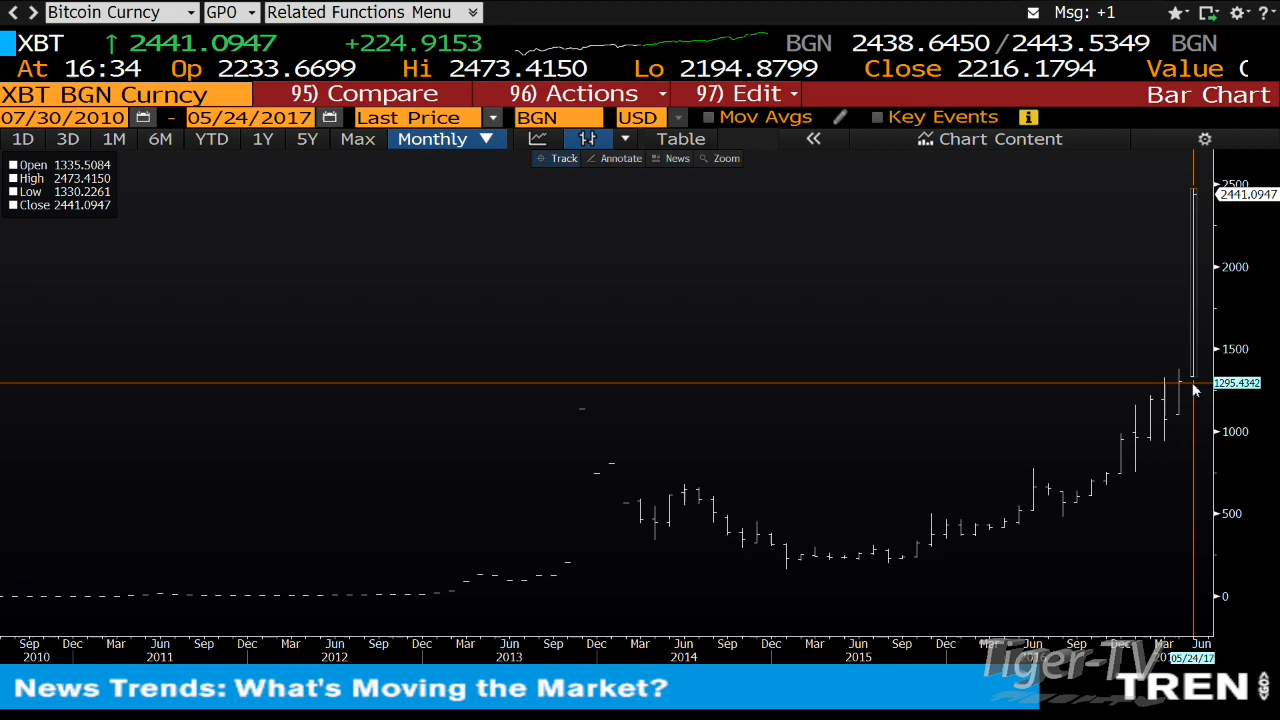 Bitcoin Curncy GPO Related Functions Menu Msg: +1
XBT ↑ 2441.0947 +224.9153 BGN 2438.6450/2443.5349 BGN
At 16:34 Op 2233.6699 Hi 2473.4150 Lo 2194.8799 Close 2216.1794 Value
XBT BGN Curncy 95) Compare 96) Actions 97) Edit Bar Chart
07/30/2010 - 05/24/2017 Last Price BGN USD Mov Avgs Key Events
1D 3D 1M 6M YTD 1Y 5Y Max Monthly ▼ Table « Chart Content
Track Annotate News Zoom
Open 1335.5084
High 2473.4150
Low 1330.2261
Close 2441.0947
2500
2441.0947
2000
1500
1295.4342
1000
500
0
Sep Dec Mar Jun Sep Dec Mar Jun Sep Dec Mar Jun Sep Dec Mar Jun Sep Dec Mar Jun Sep Dec Mar Jun Sep Dec Mar Jun
2010 2011 2012 2013 2014 2015 2016 05/24/17
Tiger-TV
News Trends: What's Moving the Market? TREN